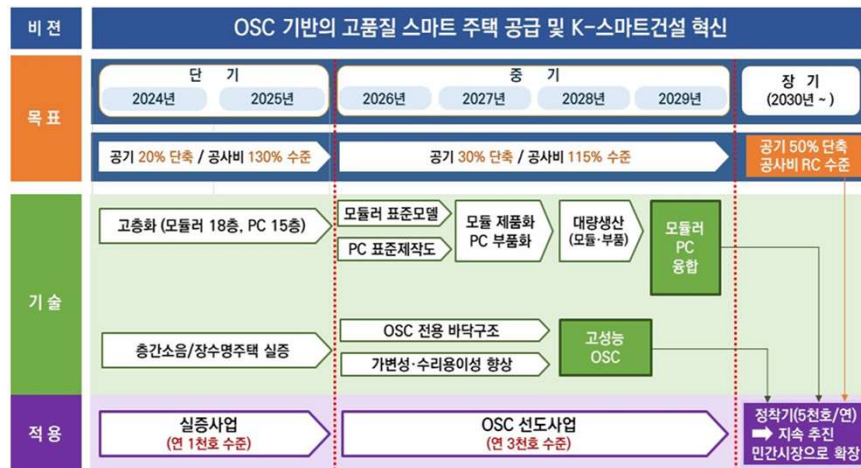 비 젼
OSC 기반의 고품질 스마트 주택 공급 및 K-스마트건설 혁신
목 표
단 기
2024년
2025년
중 기
2026년
2027년
2028년
2029년
장 기
(2030년 ~ )
공기 20% 단축 / 공사비 130% 수준
공기 30% 단축 / 공사비 115% 수준
공기 50% 단축
공사비 RC 수준
기 술
고층화 (모듈러 18층, PC 15층)
모듈러 표준모델
PC 표준제작도
모듈 제품화
PC 부품화
대량생산
(모듈·부품)
모듈러
PC
융합
층간소음/장수명주택 실증
OSC 전용 바닥구조
가변성·수리용이성 향상
고성능
OSC
적 용
실증사업
(연 1천호 수준)
OSC 선도사업
(연 3천호 수준)
정착기(5천호/연)
➡ 지속 추진
민간시장으로 확장